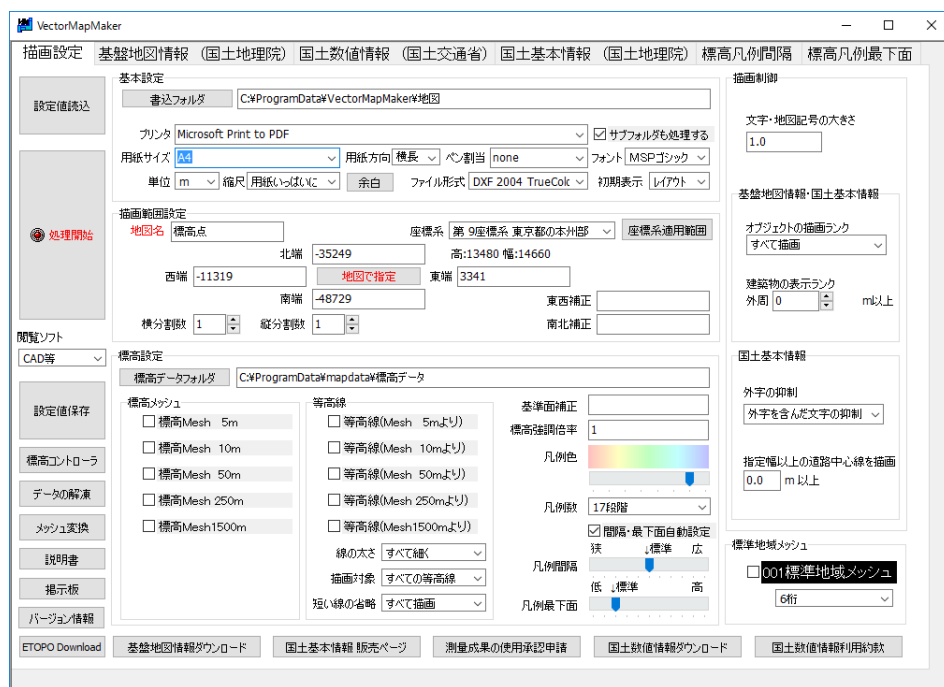 VectorMapMaker
描画設定 基盤地図情報 (国土地理院) 国土数値情報 (国土交通省) 国土基本情報 (国土地理院) 標高凡例間隔 標高凡例最下面
設定値読込
処理開始
閲覧ソフト
CAD等
設定値保存
標高コントローラ
データの解凍
メッシュ変換
説明書
掲示板
バージョン情報
ETOPO Download
基本設定
書込フォルダ C:¥ProgramData¥VectorMapMaker¥地図
プリンタ Microsoft Print to PDF サブフォルダも処理する
用紙サイズ A4 用紙方向 横長 ペン割当 none フォント MSPゴシック
単位 m 縮尺 用紙いっぱいに 余白 ファイル形式 DXF 2004 TrueColc 初期表示 レイアウト
描画範囲設定
地図名 標高点 座標系 第 9座標系 東京都の本州部 座標系適用範囲
北端 -35249 高:13480 幅:14660
西端 -11319 地図で指定 東端 3341
南端 -48729 東西補正
横分割数 1 縦分割数 1 南北補正
標高設定
標高データフォルダ C:¥ProgramData¥mapdata¥標高データ
標高メッシュ
標高Mesh 5m
標高Mesh 10m
標高Mesh 50m
標高Mesh 250m
標高Mesh1500m
等高線
等高線(Mesh 5mより)
等高線(Mesh 10mより)
等高線(Mesh 50mより)
等高線(Mesh 250mより)
等高線(Mesh1500mより)
線の太さ すべて細く
描画対象 すべての等高線
短い線の省略 すべて描画
基準面補正
標高強調倍率 1
凡例色
凡例数 17段階
間隔・最下面自動設定
狭 ↓標準 広
凡例間隔
低 ↓標準 高
凡例最下面
描画制御
文字・地図記号の大きさ
1.0
基盤地図情報・国土基本情報
オブジェクトの描画ランク
すべて描画
建築物の表示ランク
外周 0 m以上
国土基本情報
外字の抑制
外字を含んだ文字の抑制
指定幅以上の道路中心線を描画
0.0 m 以上
標準地域メッシュ
001標準地域メッシュ
6桁
基盤地図情報ダウンロード 国土基本情報 販売ページ 測量成果の使用承認申請 国土数値情報ダウンロード 国土数値情報利用約款